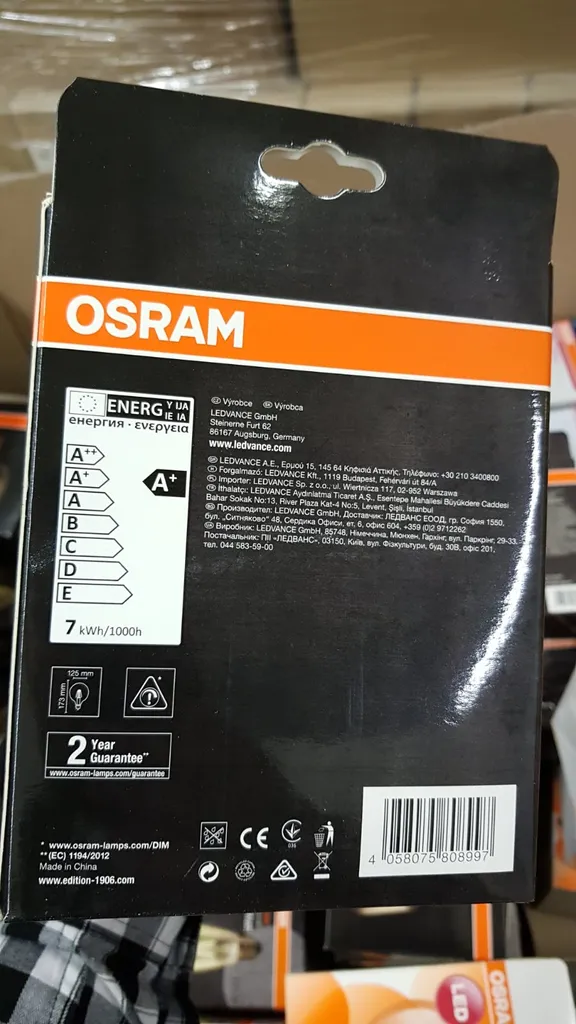 OSRAM
ENERG Y IJA
IE IA
енергия · ενεργεια
A++
A+
A
B
C
D
E
A+
7 kWh/1000h
CZ Výrobce SK Výrobca
LEDVANCE GmbH
Steinerne Furt 62
86167 Augsburg, Germany
www.ledvance.com
LEDVANCE A.E., Ερμού 15, 145 64 Κηφισιά Αττικής, Τηλέφωνο: +30 210 3400800
Forgalmazó: LEDVANCE Kft., 1119 Budapest, Fehérvári út 84/A
Importer: LEDVANCE Sp. z o.o., ul. Wiertnicza 117, 02-952 Warszawa
İthalatçı: LEDVANCE Aydınlatma Ticaret A.Ş., Esentepe Mahallesi Büyükdere Caddesi
Bahar Sokak No:13, River Plaza Kat-4 No:5, Levent, Şişli, İstanbul
Производител: LEDVANCE GmbH, Доставчик: ЛЕДВАНС ЕООД, гр. София 1550,
бул. „Ситняково" 48, Сердика Офиси, ет. 6, офис 604, +359 (0)2 9712262
Виробник: LEDVANCE GmbH, 85748, Німеччина, Мюнхен, Гархінг, вул. Паркрінг, 29-33.
Постачальник: ПІІ «ЛЕДВАНС», 03150, Київ, вул. Фізкультури, буд. 30В, офіс 201,
тел. 044 583-59-00
125 mm
173 mm
*
2 Year
Guarantee**
www.osram-lamps.com/guarantee
* www.osram-lamps.com/DIM
** (EC) 1194/2012
Made in China
www.edition-1906.com
CE
036
4 058075 808997
LED
OSRA